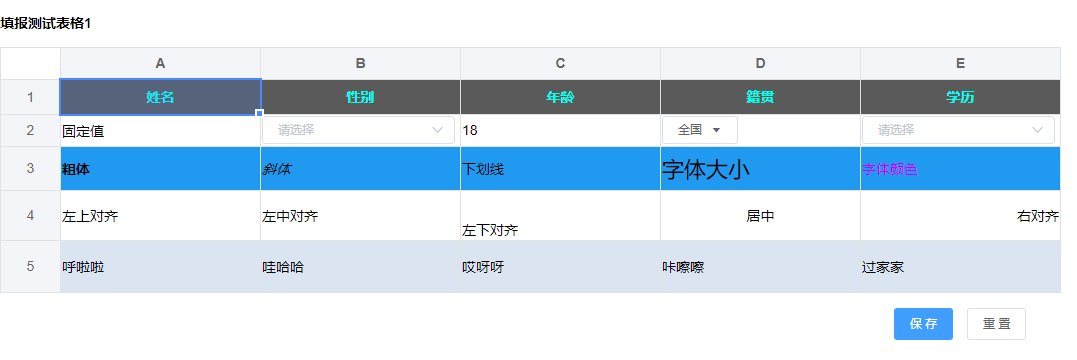 填报测试表格1
A B C D E
1 姓名 性别 年龄 籍贯 学历
2 固定值 请选择 18 全国 请选择
3 粗体 斜体 下划线 字体大小 字体颜色
4 左上对齐 左中对齐 左下对齐 居中 右对齐
5 呼啦啦 哇哈哈 哎呀呀 咔嚓嚓 过家家
保存 重置